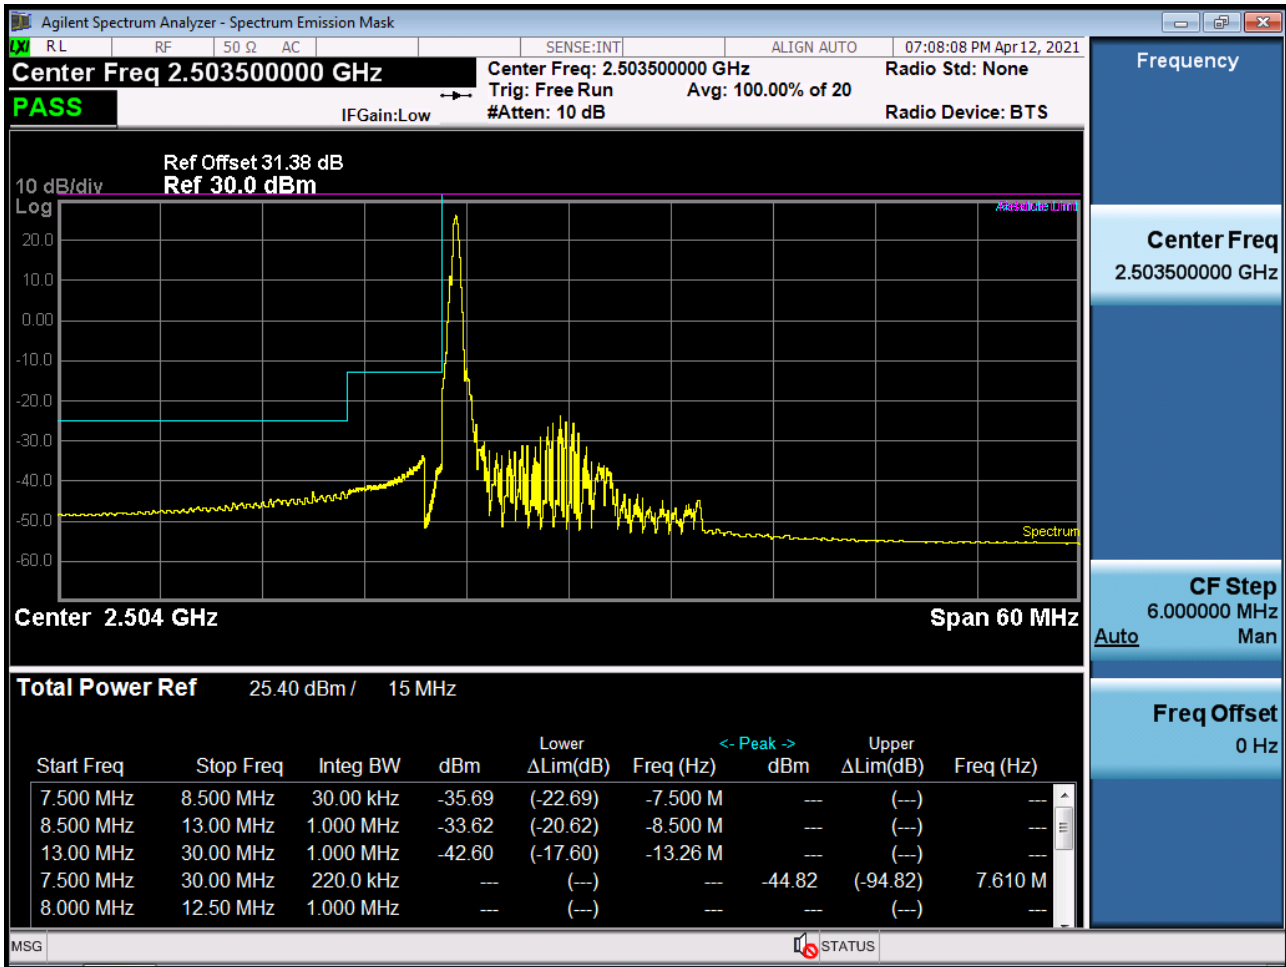 Agilent Spectrum Analyzer - Spectrum Emission Mask
LXI RL RF 50 Ω AC SENSE:INT ALIGN AUTO 07:08:08 PM Apr 12, 2021
Center Freq 2.503500000 GHz
Center Freq: 2.503500000 GHz Radio Std: None
Trig: Free Run Avg: 100.00% of 20
PASS
IFGain:Low #Atten: 10 dB Radio Device: BTS
Ref Offset 31.38 dB
10 dB/div Ref 30.0 dBm
Log
Absolute Limit
20.0
10.0
0.00
-10.0
-20.0
-30.0
-40.0
-50.0
Spectrum
-60.0
Center 2.504 GHz Span 60 MHz
Total Power Ref 25.40 dBm / 15 MHz
Lower <- Peak -> Upper
Start Freq Stop Freq Integ BW dBm ΔLim(dB) Freq (Hz) dBm ΔLim(dB) Freq (Hz)
7.500 MHz 8.500 MHz 30.00 kHz -35.69 (-22.69) -7.500 M --- (---) ---
8.500 MHz 13.00 MHz 1.000 MHz -33.62 (-20.62) -8.500 M --- (---) ---
13.00 MHz 30.00 MHz 1.000 MHz -42.60 (-17.60) -13.26 M --- (---) ---
7.500 MHz 30.00 MHz 220.0 kHz --- (---) --- -44.82 (-94.82) 7.610 M
8.000 MHz 12.50 MHz 1.000 MHz --- (---) --- --- (---) ---
MSG STATUS
Frequency
Center Freq
2.503500000 GHz
CF Step
6.000000 MHz
Auto Man
Freq Offset
0 Hz